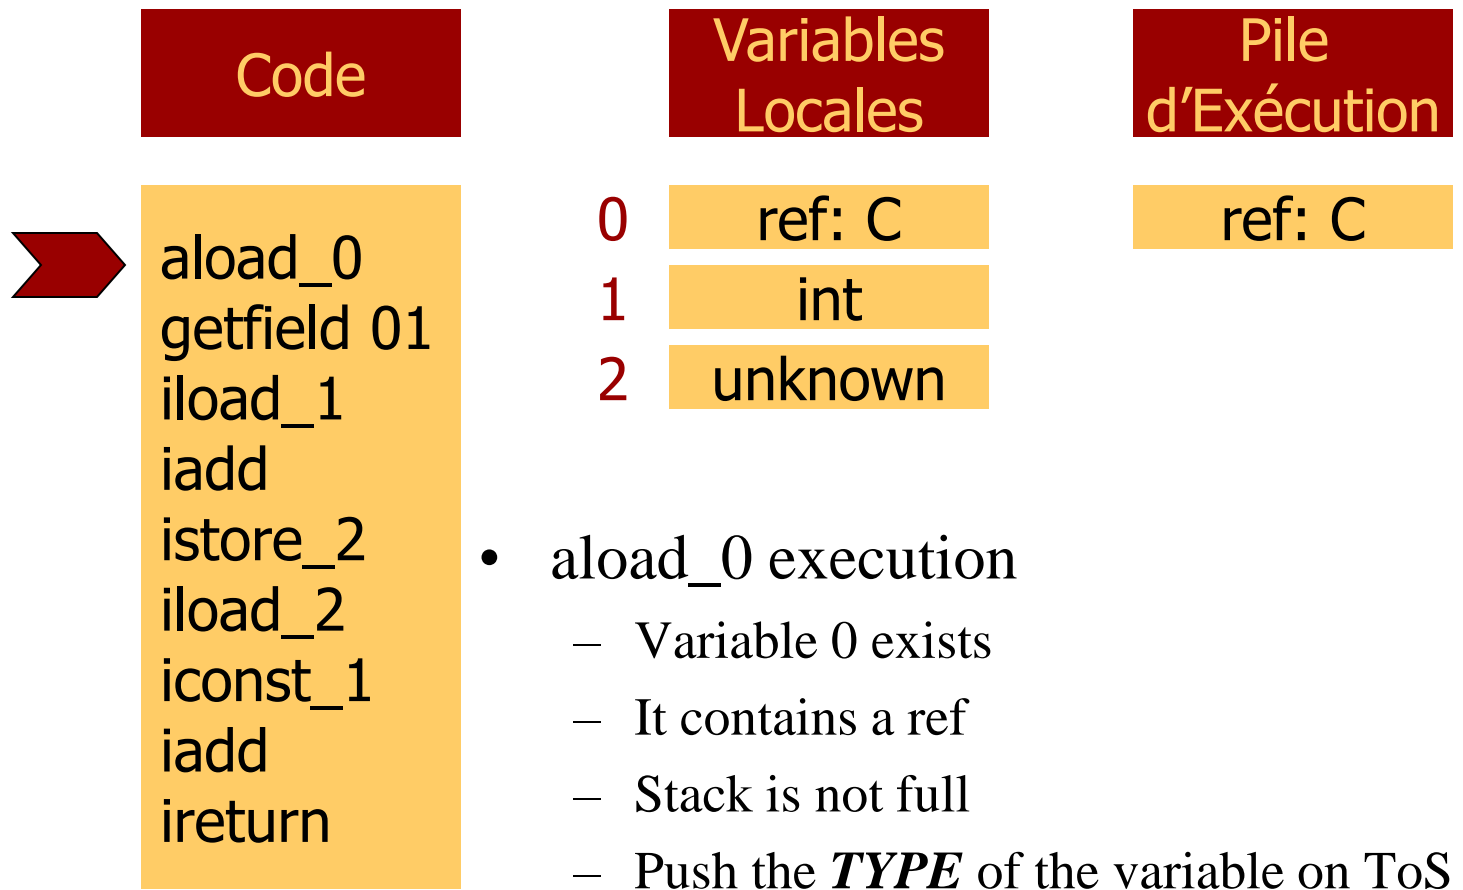 Code
Variables
Locales
Pile
d'Exécution
aload_0
getfield 01
iload_1
iadd
istore_2
iload_2
iconst_1
iadd
ireturn
0 ref: C
1 int
2 unknown
ref: C
• aload_0 execution
– Variable 0 exists
– It contains a ref
– Stack is not full
– Push the TYPE of the variable on ToS